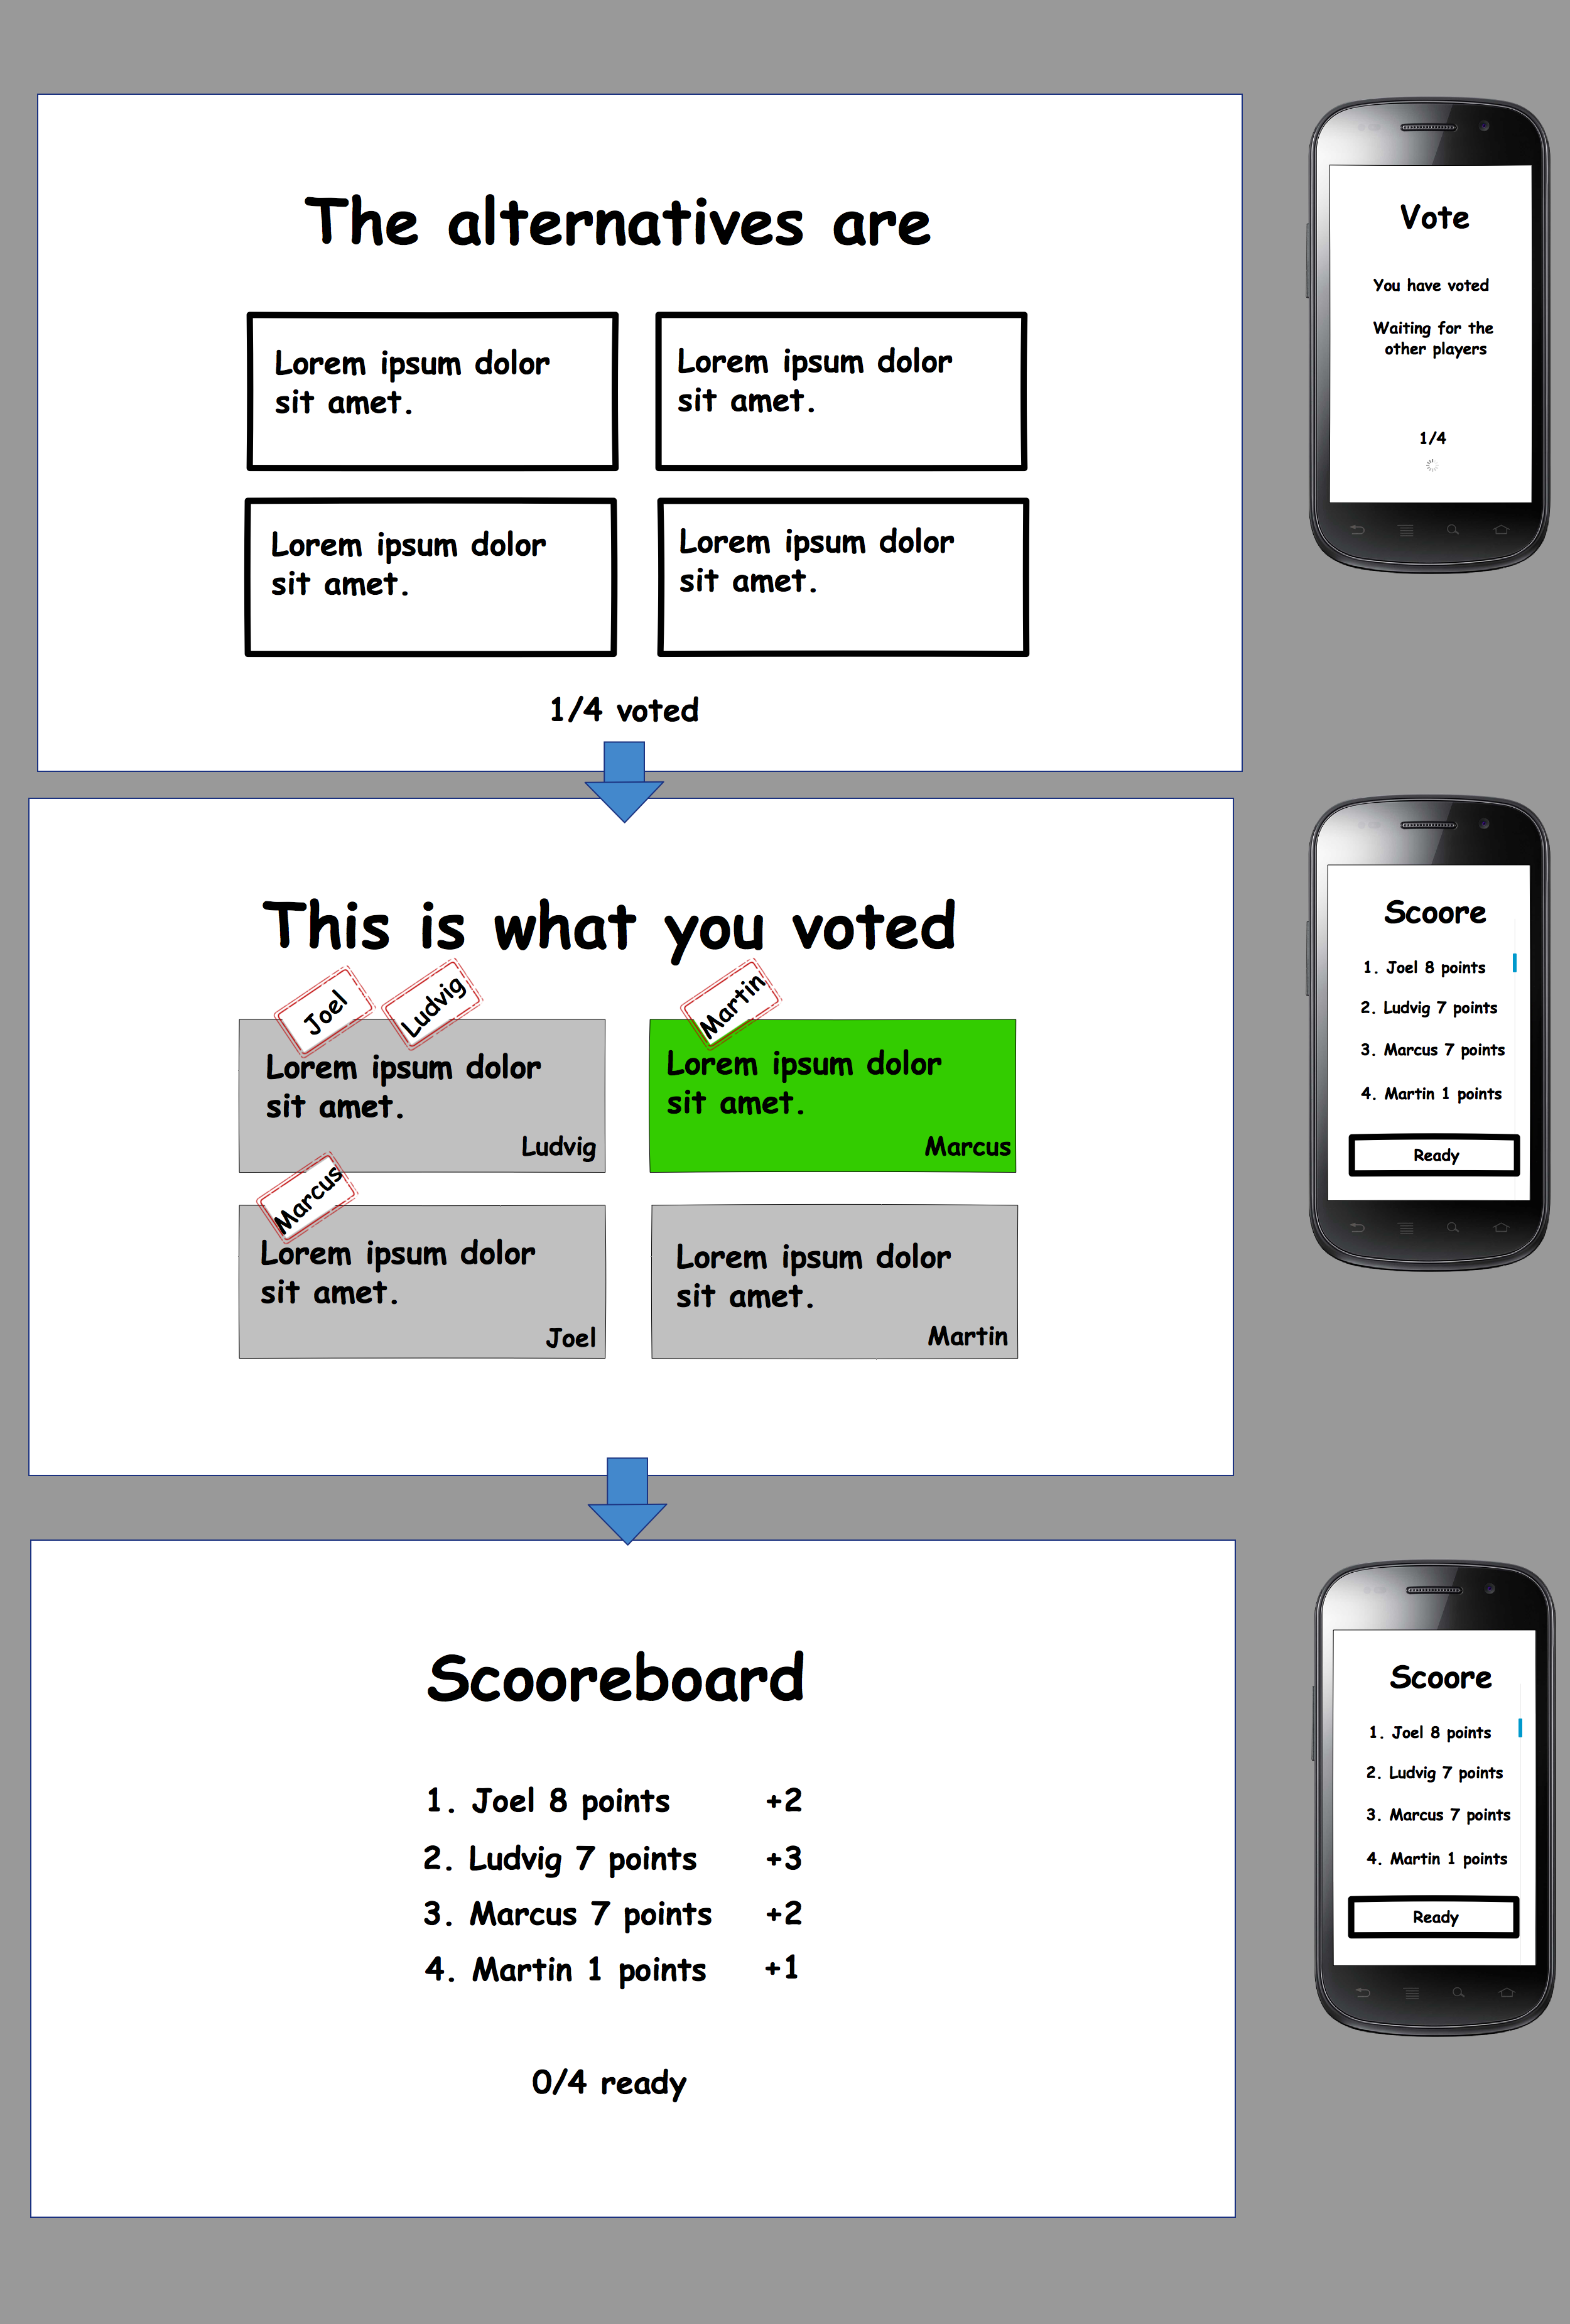 The alternatives are
Lorem ipsum dolor
sit amet.
Lorem ipsum dolor
sit amet.
Lorem ipsum dolor
sit amet.
Lorem ipsum dolor
sit amet.
1/4 voted
Vote
You have voted
Waiting for the
other players
1/4
This is what you voted
Joel
Ludvig
Lorem ipsum dolor
sit amet.
Ludvig
Martin
Lorem ipsum dolor
sit amet.
Marcus
Marcus
Lorem ipsum dolor
sit amet.
Joel
Lorem ipsum dolor
sit amet.
Martin
Scoore
1. Joel 8 points
2. Ludvig 7 points
3. Marcus 7 points
4. Martin 1 points
Ready
Scooreboard
1. Joel 8 points +2
2. Ludvig 7 points +3
3. Marcus 7 points +2
4. Martin 1 points +1
0/4 ready
Scoore
1. Joel 8 points
2. Ludvig 7 points
3. Marcus 7 points
4. Martin 1 points
Ready